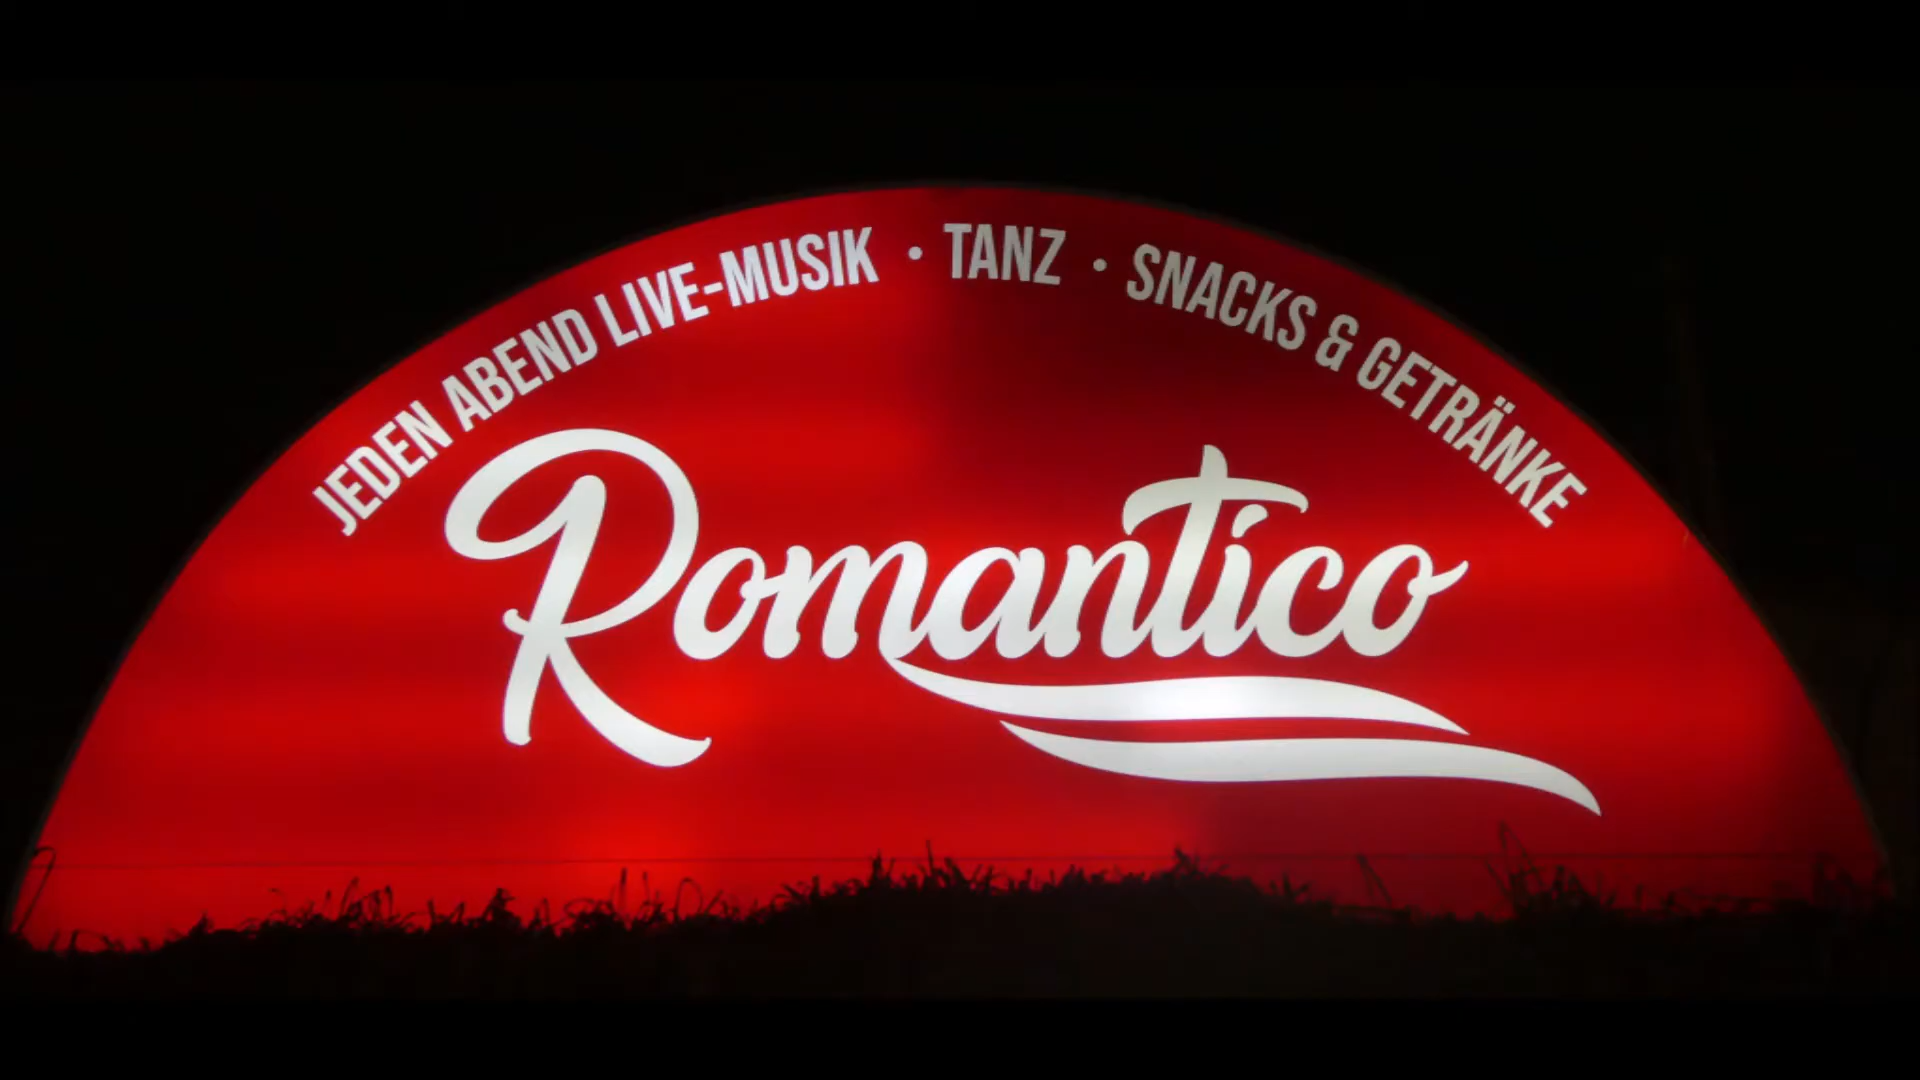 JEDEN ABEND LIVE-MUSIK · TANZ · SNACKS & GETRÄNKE
Romantico